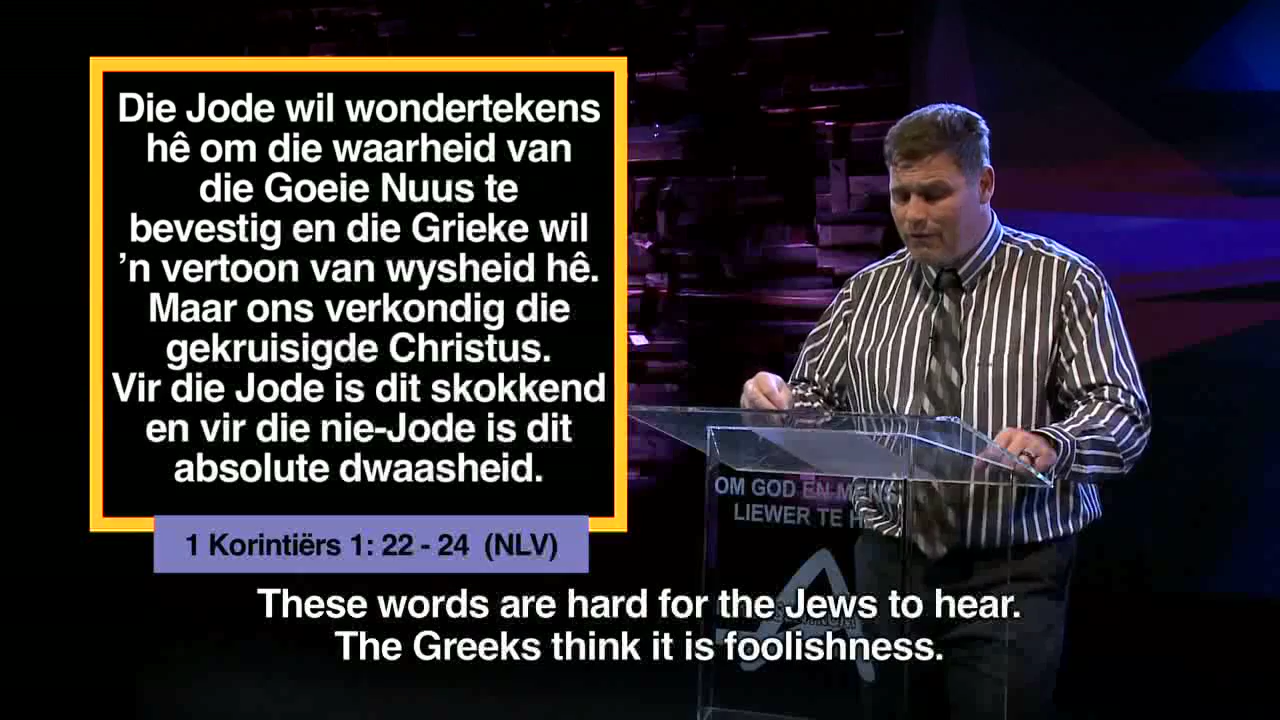 Die Jode wil wondertekens
hê om die waarheid van
die Goeie Nuus te
bevestig en die Grieke wil
’n vertoon van wysheid hê.
Maar ons verkondig die
gekruisigde Christus.
Vir die Jode is dit skokkend
en vir die nie-Jode is dit
absolute dwaasheid.
1 Korintiërs 1: 22 - 24 (NLV)
OM GOD EN MENS
LIEWER TE HÊ
These words are hard for the Jews to hear.
The Greeks think it is foolishness.